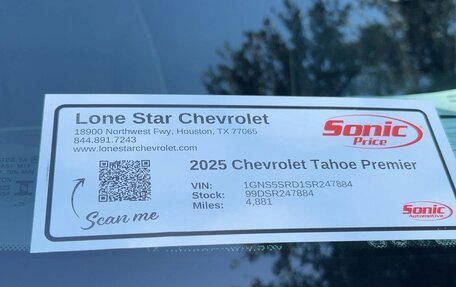 Lone Star Chevrolet
18900 Northwest Fwy, Houston, TX 77065
844.891.7243
www.lonestarchevrolet.com
Sonic
Price
2025 Chevrolet Tahoe Premier
VIN: 1GNS5SRD1SR247884
Stock: 99DSR247884
Miles: 4,881
Scan me
Sonic
Automotive